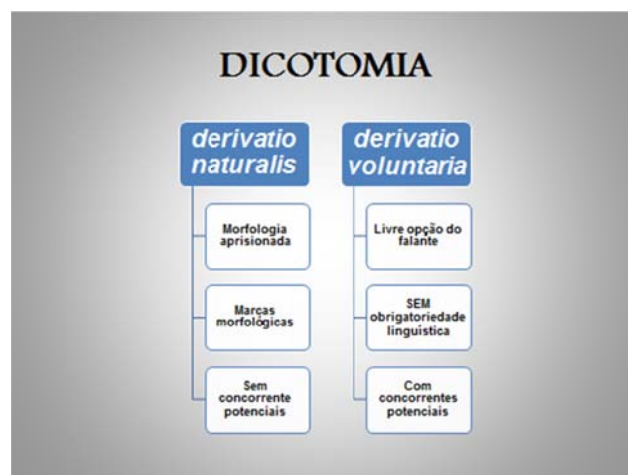 DICOTOMIA
derivatio
naturalis
Morfologia
aprisionada
Marcas
morfológicas
Sem
concorrente
potenciais
derivatio
voluntaria
Livre opção do
falante
SEM
obrigatoriedade
linguística
Com
concorrentes
potenciais